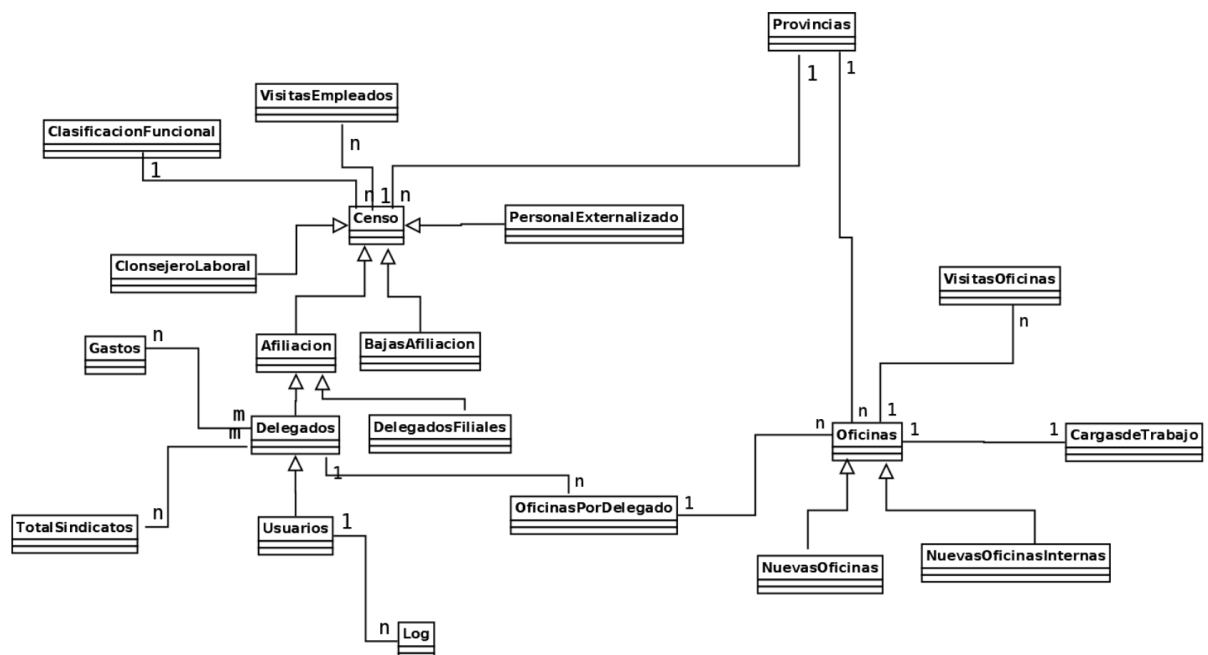 Provincias
1
1
VisitasEmpleados
n
ClasificacionFuncional
1
n
1
n
Censo
PersonalExternalizado
ClonsejeroLaboral
VisitasOficinas
n
Gastos
n
Afiliacion
BajasAfiliacion
m
m
Delegados
DelegadosFiliales
n
n
1
Oficinas
1
1
CargasdeTrabajo
1
n
OficinasPorDelegado
1
TotalSindicatos
n
Usuarios
1
NuevasOficinas
NuevasOficinasInternas
n
Log